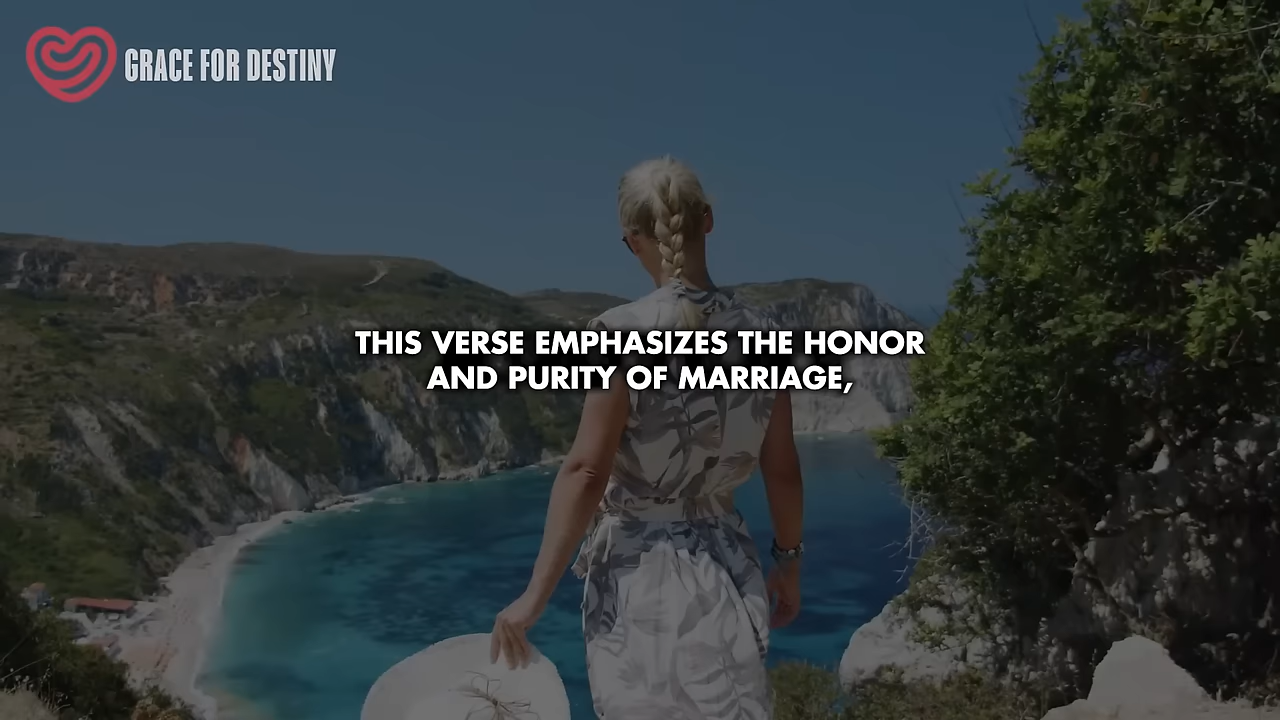 GRACE FOR DESTINY
THIS VERSE EMPHASIZES THE HONOR
AND PURITY OF MARRIAGE,